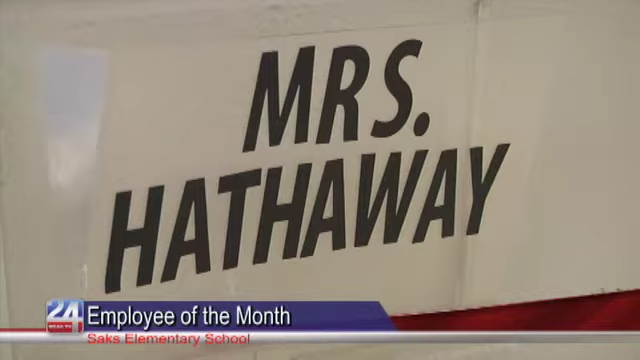 MRS.
HATHAWAY
24
Employee of the Month
Saks Elementary School